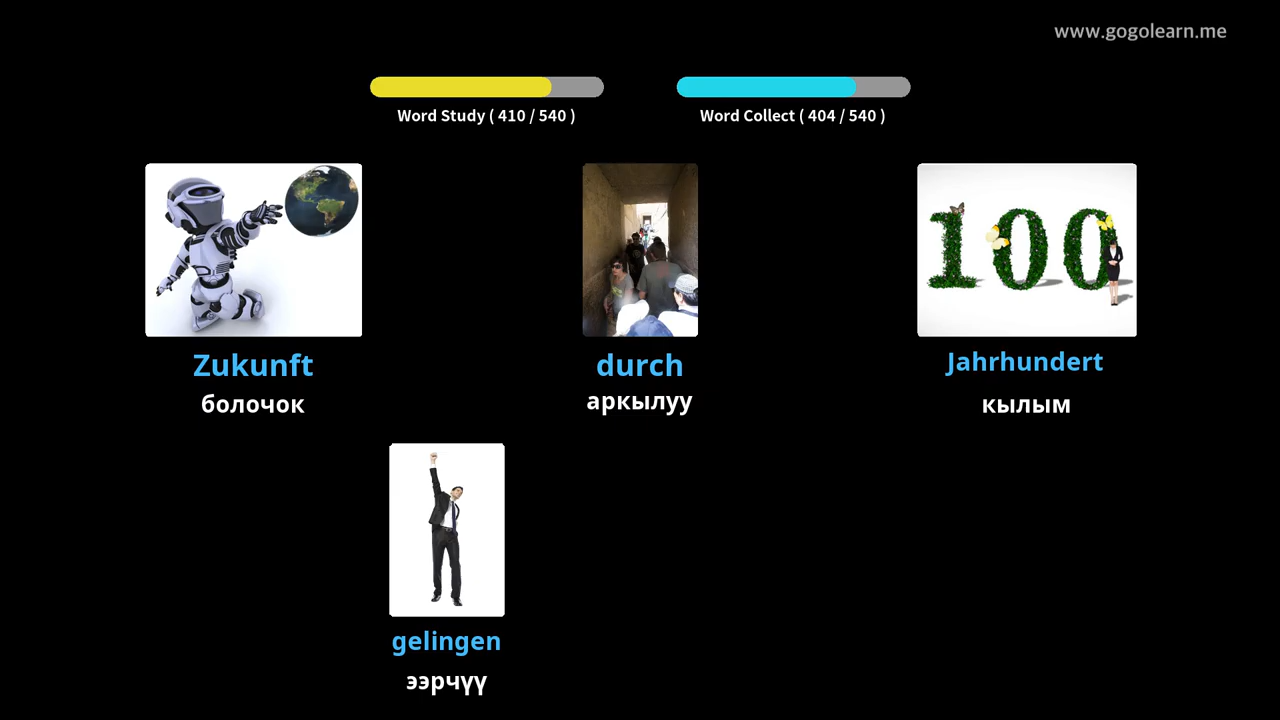 www.gogolearn.me
Word Study ( 410 / 540 )
Word Collect ( 404 / 540 )
100
Zukunft
болочок
durch
аркылуу
Jahrhundert
кылым
gelingen
ээрчүү